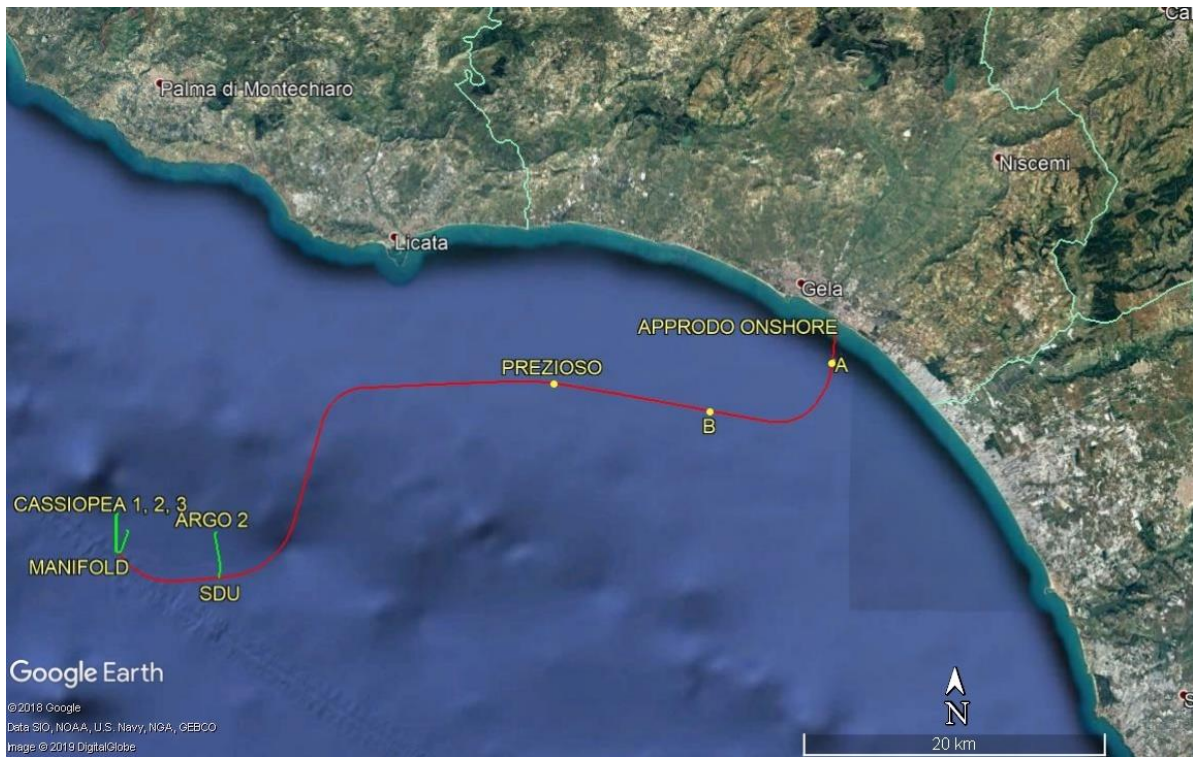 Ca
Palma di Montechiaro
Niscemi
Licata
Gela
APPRODO ONSHORE
PREZIOSO
A
B
CASSIOPEA 1, 2, 3
ARGO 2
MANIFOLD
SDU
Google Earth
©2018 Google
Data SIO, NOAA, U.S. Navy, NGA, GEBCO
Image © 2019 DigitalGlobe
N
20 km
S